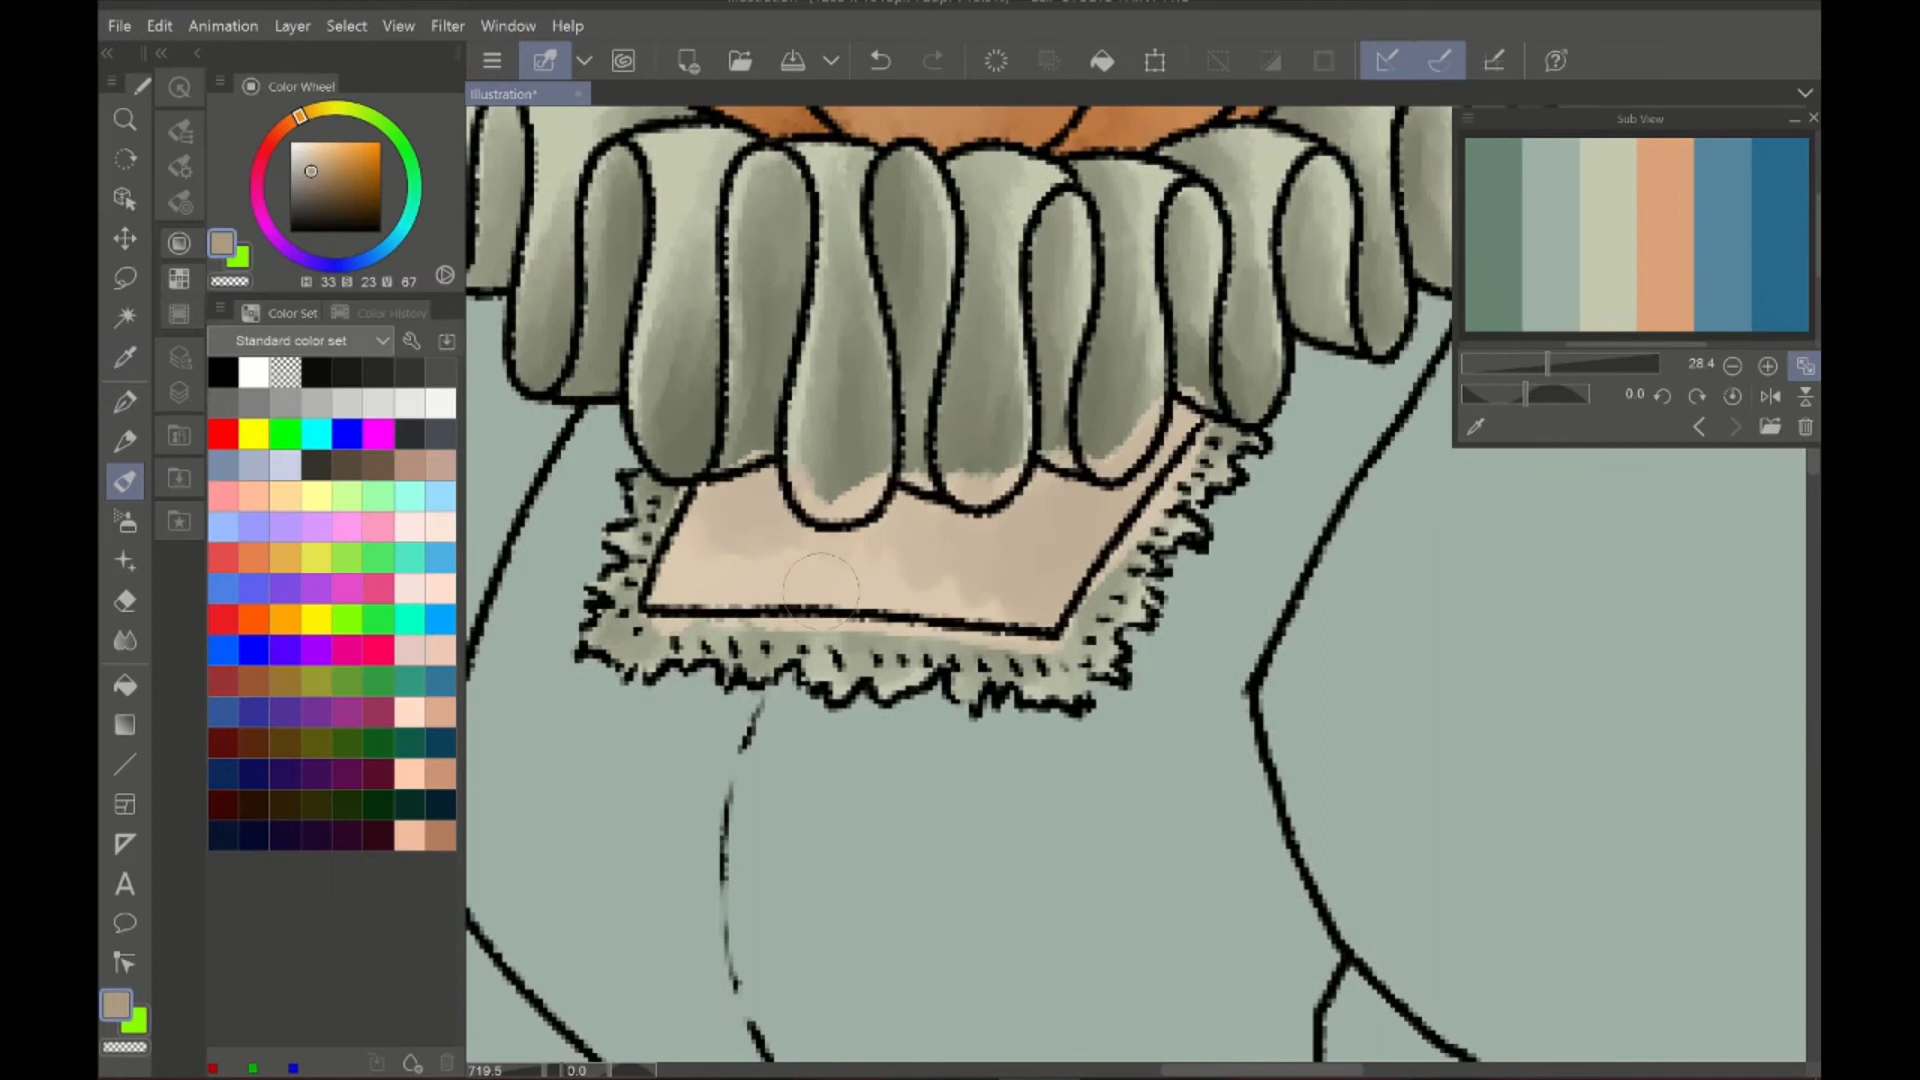 File Edit Animation Layer Select View Filter Window Help
Illustration*
Color Wheel
Sub View
H 33 S 23 V 67
Color Set Color History
Standard color set
28.4
0.0
719.5 0.0